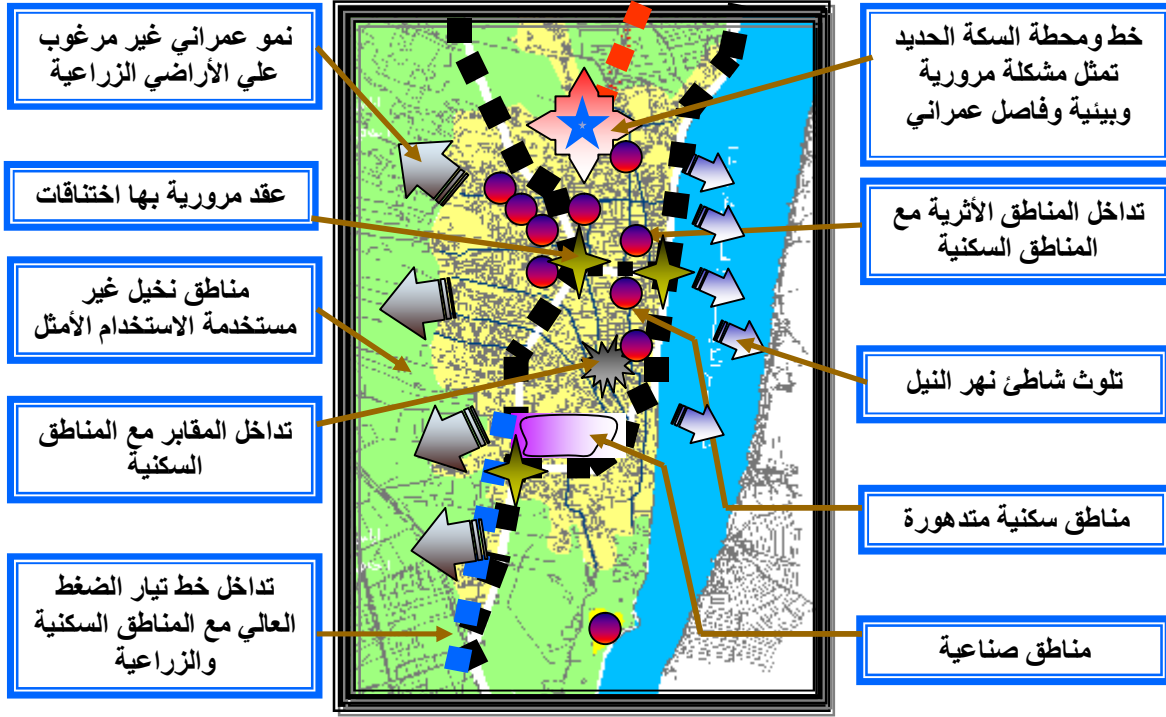 خط ومحطة السكة الحديد
تمثل مشكلة مرورية
وبيئية وفاصل عمراني
تداخل المناطق الأثرية مع
المناطق السكنية
تلوث شاطئ نهر النيل
مناطق سكنية متدهورة
مناطق صناعية
نمو عمراني غير مرغوب
علي الأراضي الزراعية
عقد مرورية بها اختناقات
مناطق نخيل غير
مستخدمة الاستخدام الأمثل
تداخل المقابر مع المناطق
السكنية
تداخل خط تيار الضغط
العالي مع المناطق السكنية
والزراعية